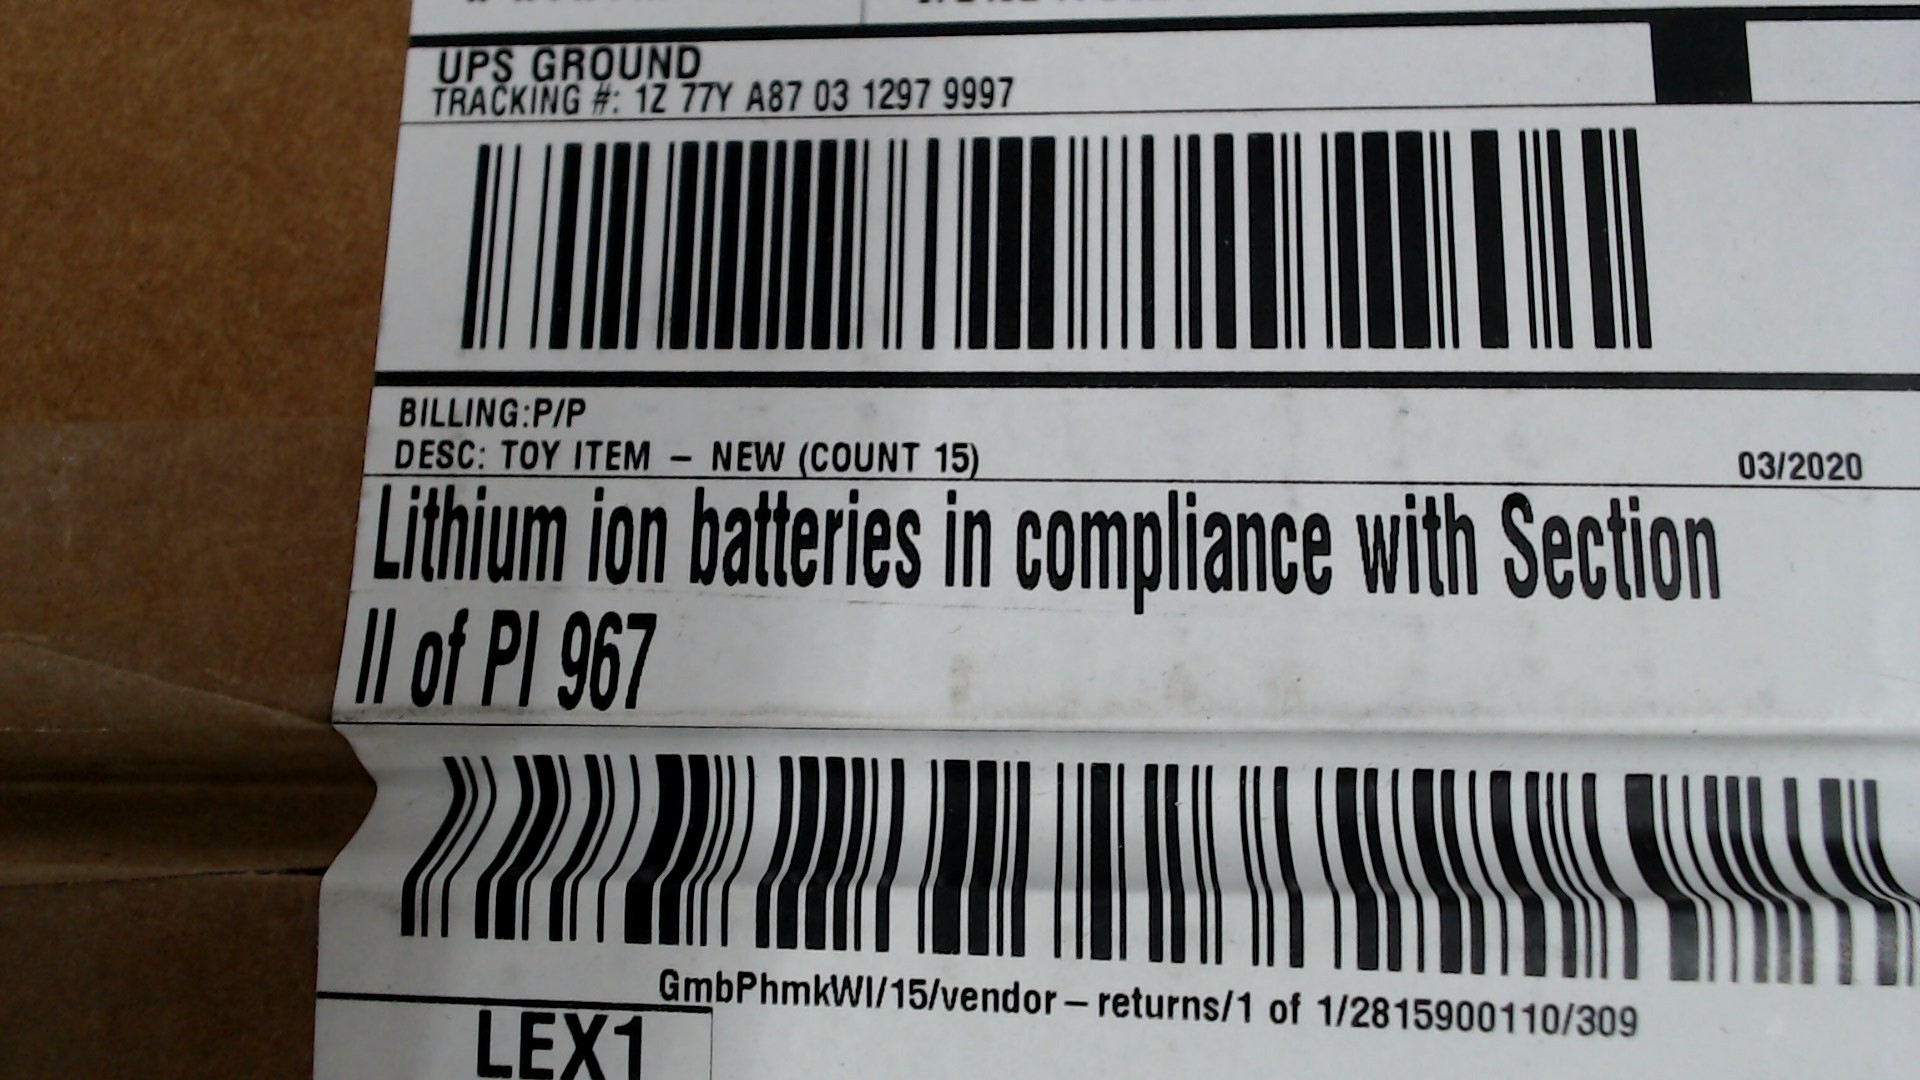 UPS GROUND
TRACKING #: 1Z 77Y A87 03 1297 9997
BILLING:P/P
DESC: TOY ITEM – NEW (COUNT 15)
03/2020
Lithium ion batteries in compliance with Section
II of PI 967
GmbPhmkWI/15/vendor – returns/1 of 1/2815900110/309
LEX1